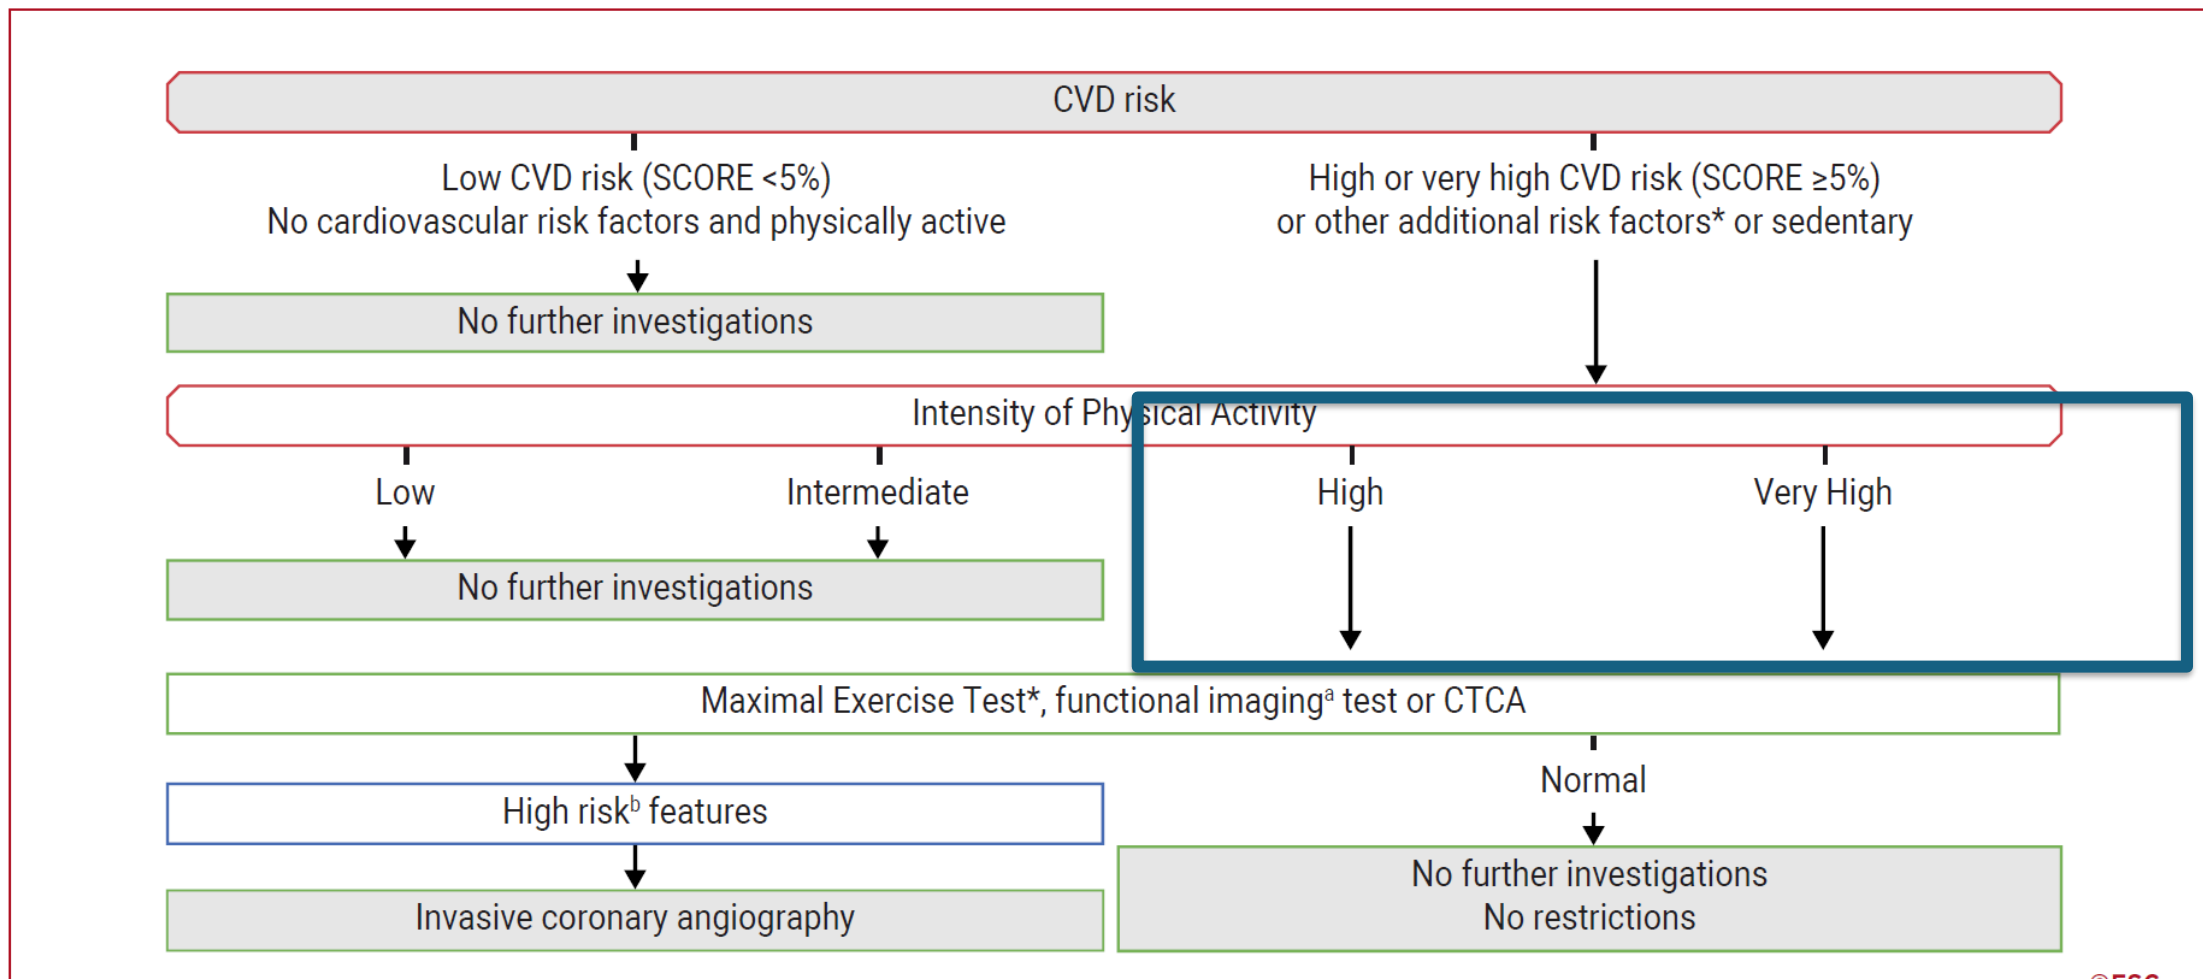 CVD risk
Low CVD risk (SCORE <5%)
No cardiovascular risk factors and physically active
High or very high CVD risk (SCORE ≥5%)
or other additional risk factors* or sedentary
No further investigations
Intensity of Physical Activity
Low
Intermediate
High
Very High
No further investigations
Maximal Exercise Test*, functional imagingᵃ test or CTCA
High riskᵇ features
Normal
Invasive coronary angiography
No further investigations
No restrictions